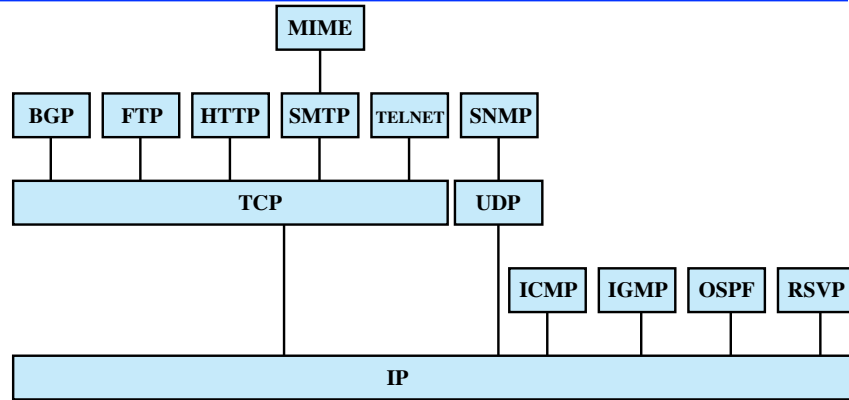 MIME
BGP FTP HTTP SMTP TELNET SNMP
TCP UDP
ICMP IGMP OSPF RSVP
IP